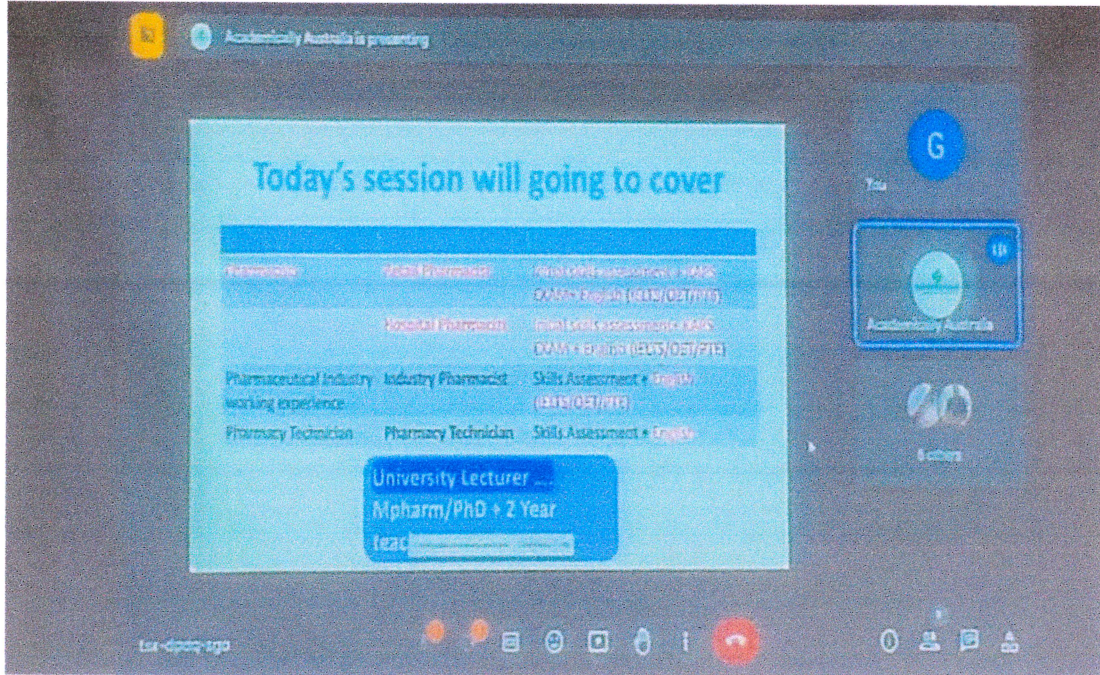 Academically Australia is presenting
Today's session will going to cover
Retail Pharmacist
Initial Skills assessment+ KAPS
EXAM + English (IELTS/OET/PTE)
Hospital Pharmacist
Initial Skills assessment+ KAPS
EXAM + English (IELTS/OET/PTE)
Pharmaceutical Industry
working experience
Industry Pharmacist
Skills Assessment + English
(IELTS/OET/PTE)
Pharmacy Technician
Pharmacy Technician
Skills Assessment + English
University Lecturer ...
Mpharm/PhD + 2 Year
teac
G
You
Academically Australia
6 others